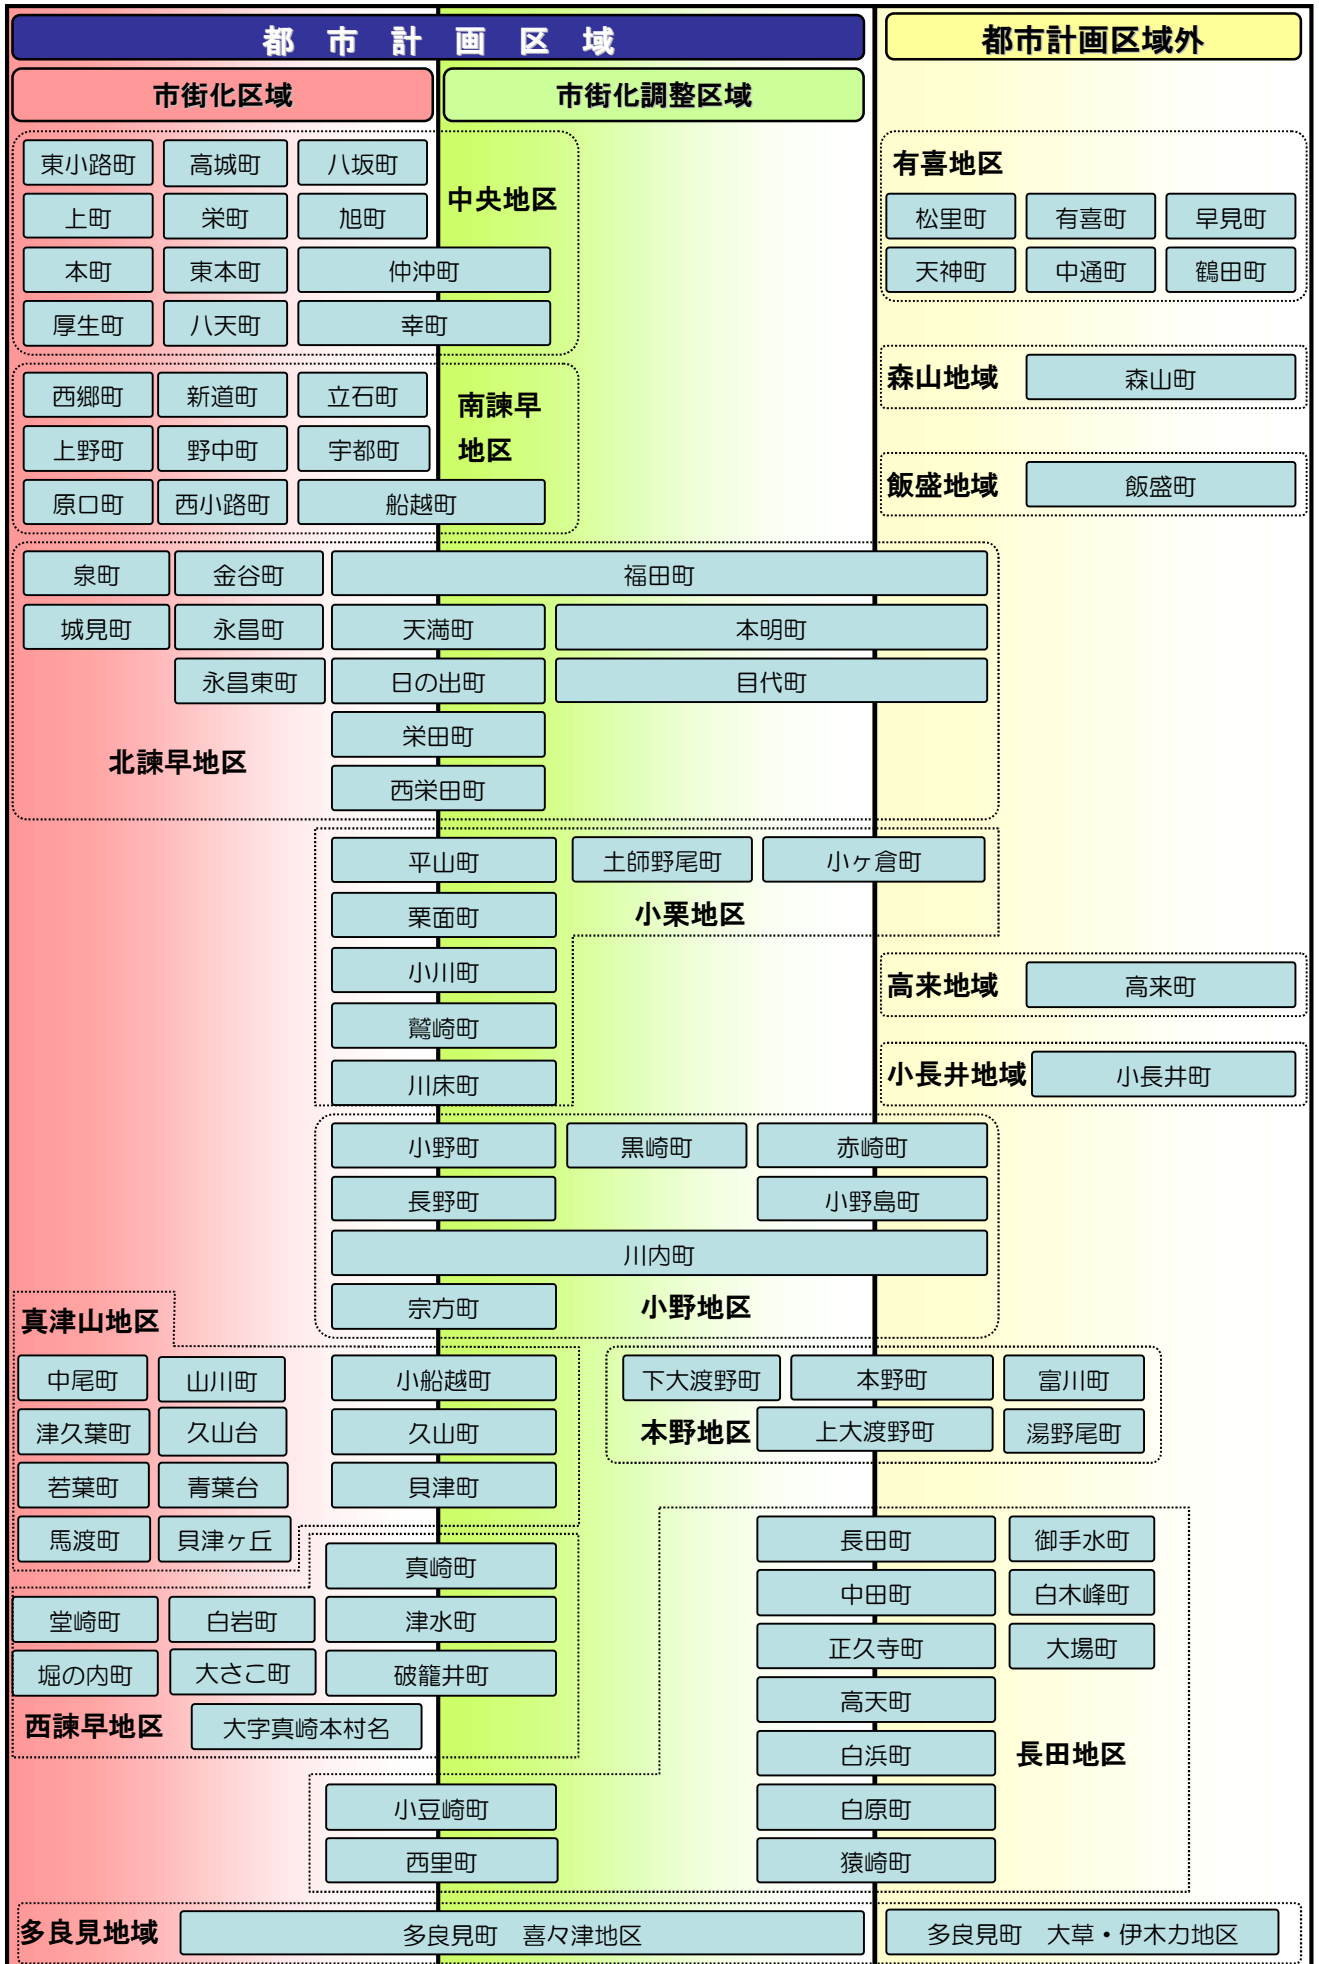 都市計画区域
都市計画区域外
市街化区域
市街化調整区域
中央地区
東小路町 高城町 八坂町
上町 栄町 旭町
本町 東本町 仲沖町
厚生町 八天町 幸町
有喜地区
松里町 有喜町 早見町
天神町 中通町 鶴田町
南諫早
地区
西郷町 新道町 立石町
上野町 野中町 宇都町
原口町 西小路町 船越町
森山地域 森山町
飯盛地域 飯盛町
泉町 金谷町 福田町
城見町 永昌町 天満町 本明町
永昌東町 日の出町 目代町
栄田町
北諫早地区
西栄田町
平山町 土師野尾町 小ヶ倉町
栗面町 小栗地区
小川町
鷲崎町
川床町
高来地域 高来町
小長井地域 小長井町
小野町 黒崎町 赤崎町
長野町 小野島町
川内町
宗方町 小野地区
真津山地区
中尾町 山川町 小船越町
津久葉町 久山台 久山町
若葉町 青葉台 貝津町
馬渡町 貝津ヶ丘
下大渡野町 本野町 富川町
本野地区 上大渡野町 湯野尾町
真崎町
堂崎町 白岩町 津水町
堀の内町 大さこ町 破籠井町
西諫早地区 大字真崎本村名
長田町 御手水町
中田町 白木峰町
正久寺町 大場町
高天町
白浜町 長田地区
小豆崎町 白原町
西里町 猿崎町
多良見地域 多良見町 喜々津地区 多良見町 大草・伊木力地区